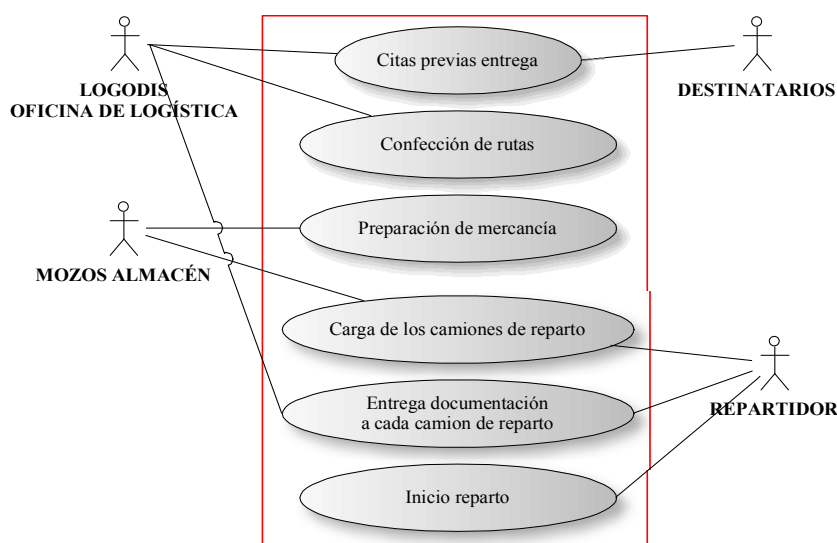 LOGODIS
OFICINA DE LOGÍSTICA
Citas previas entrega
DESTINATARIOS
Confección de rutas
Preparación de mercancía
MOZOS ALMACÉN
Carga de los camiones de reparto
Entrega documentación
a cada camion de reparto
REPARTIDOR
Inicio reparto